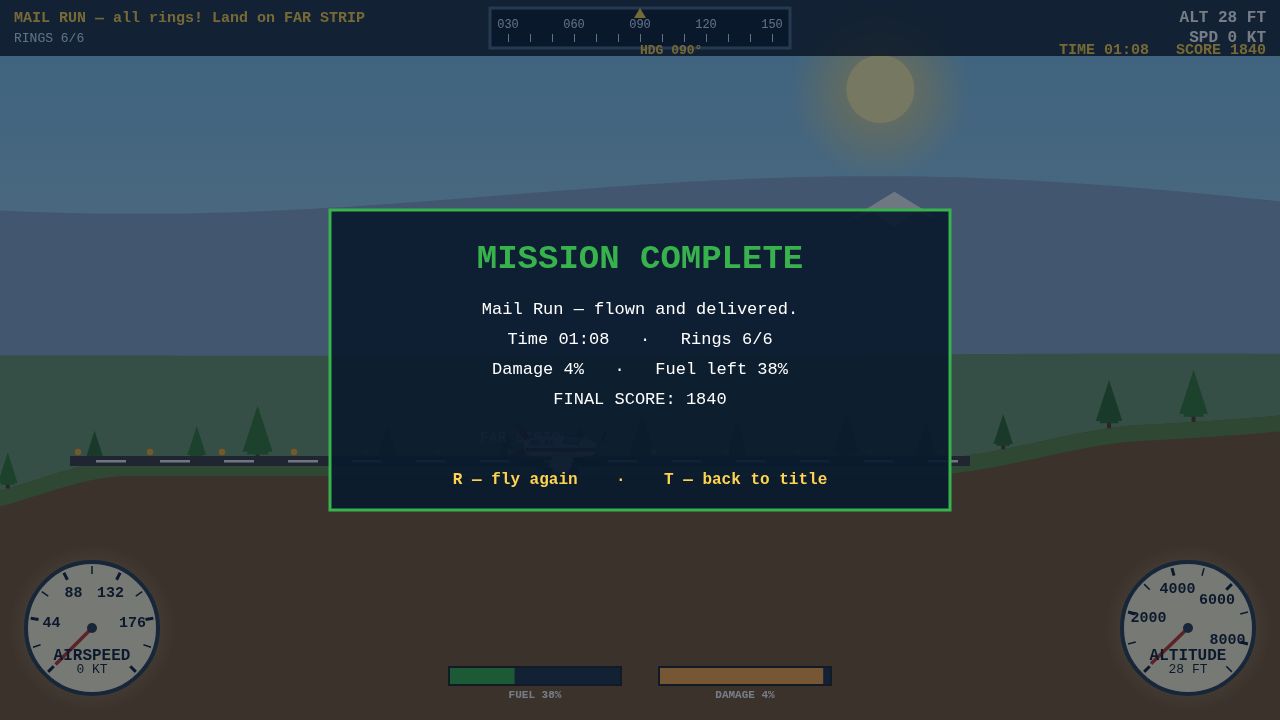 MAIL RUN — all rings! Land on FAR STRIP
RINGS 6/6
030 060 090 120 150
HDG 090°
ALT 28 FT
SPD 0 KT
TIME 01:08 SCORE 1840
MISSION COMPLETE
Mail Run — flown and delivered.
Time 01:08 · Rings 6/6
Damage 4% · Fuel left 38%
FINAL SCORE: 1840
FAR STRIP
R — fly again · T — back to title
44 88 132 176
AIRSPEED
0 KT
FUEL 38%
DAMAGE 4%
2000 4000 6000 8000
ALTITUDE
28 FT